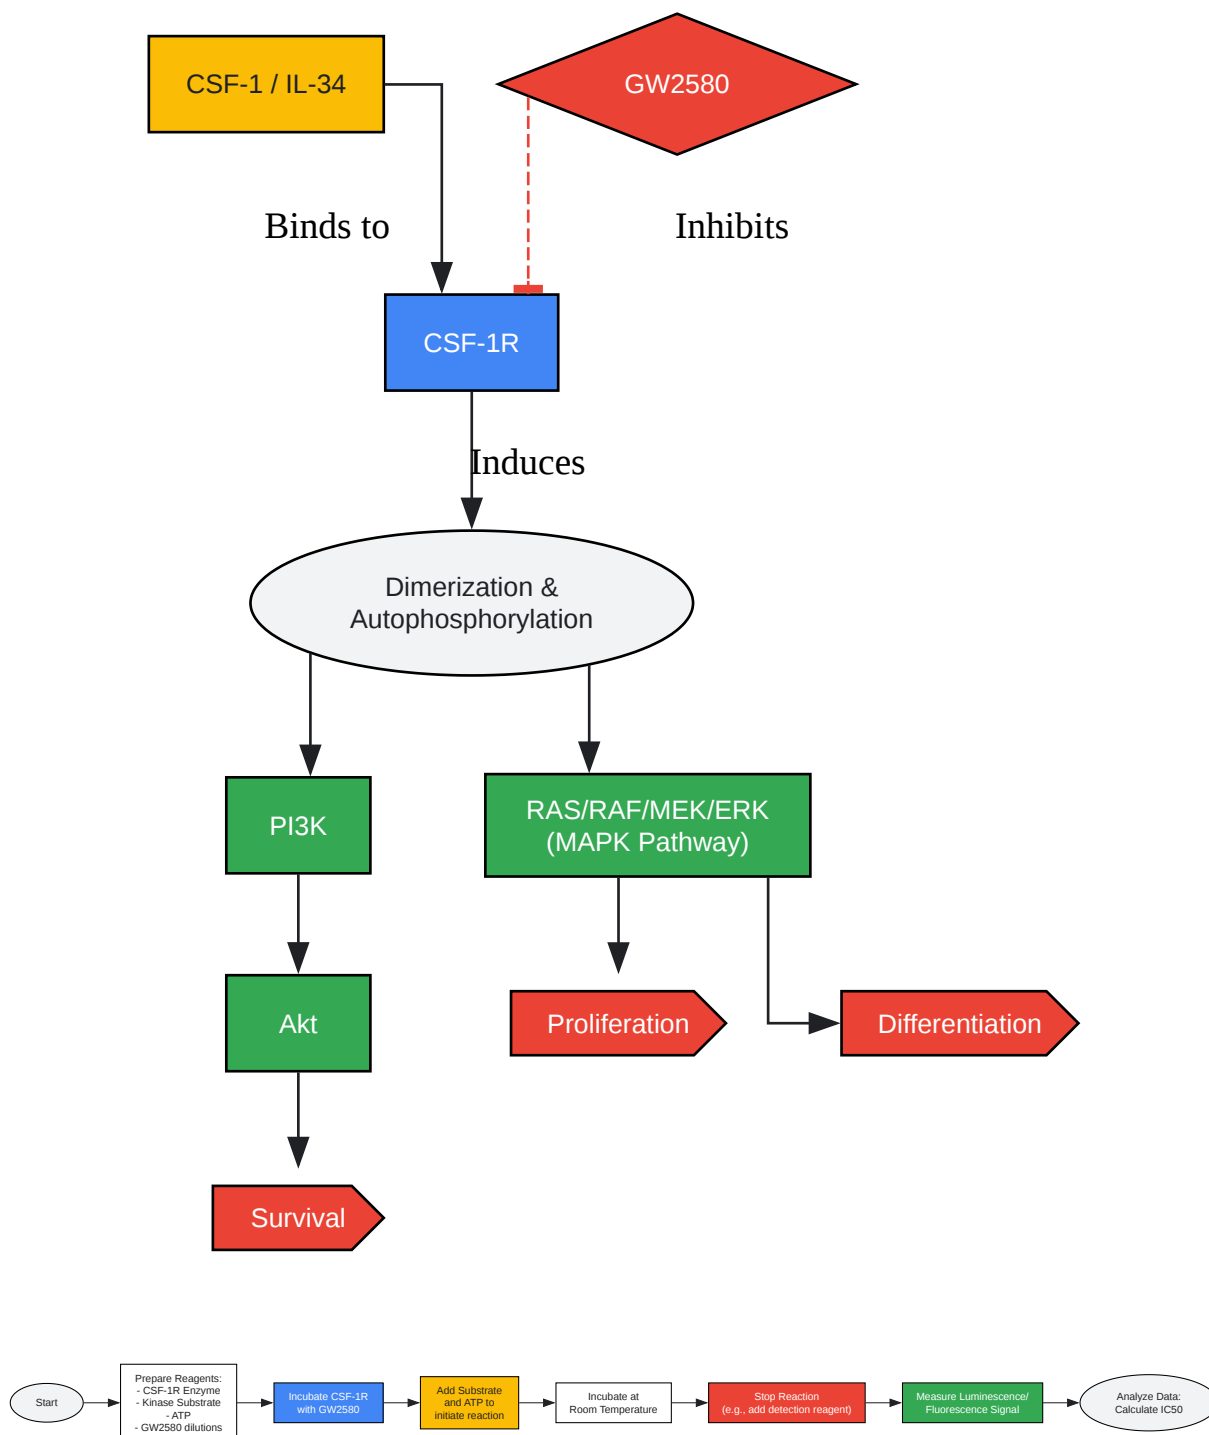 CSF-1 / IL-34
GW2580
Binds to
Inhibits
CSF-1R
Induces
Dimerization &
Autophosphorylation
PI3K
RAS/RAF/MEK/ERK
(MAPK Pathway)
Akt
Proliferation
Differentiation
Survival
Start
Prepare Reagents:
- CSF-1R Enzyme
- Kinase Substrate
- ATP
- GW2580 dilutions
Incubate CSF-1R
with GW2580
Add Substrate
and ATP to
initiate reaction
Incubate at
Room Temperature
Stop Reaction
(e.g., add detection reagent)
Measure Luminescence/
Fluorescence Signal
Analyze Data:
Calculate IC50